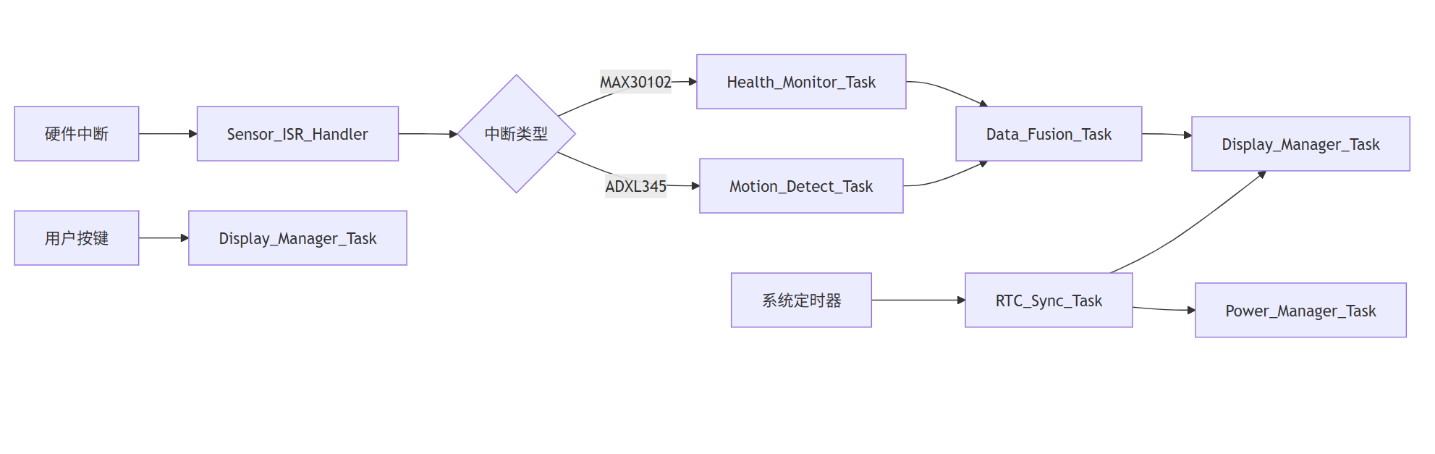 硬件中断
Sensor_ISR_Handler
中断类型
MAX30102
Health_Monitor_Task
ADXL345
Motion_Detect_Task
Data_Fusion_Task
Display_Manager_Task
用户按键
Display_Manager_Task
系统定时器
RTC_Sync_Task
Power_Manager_Task